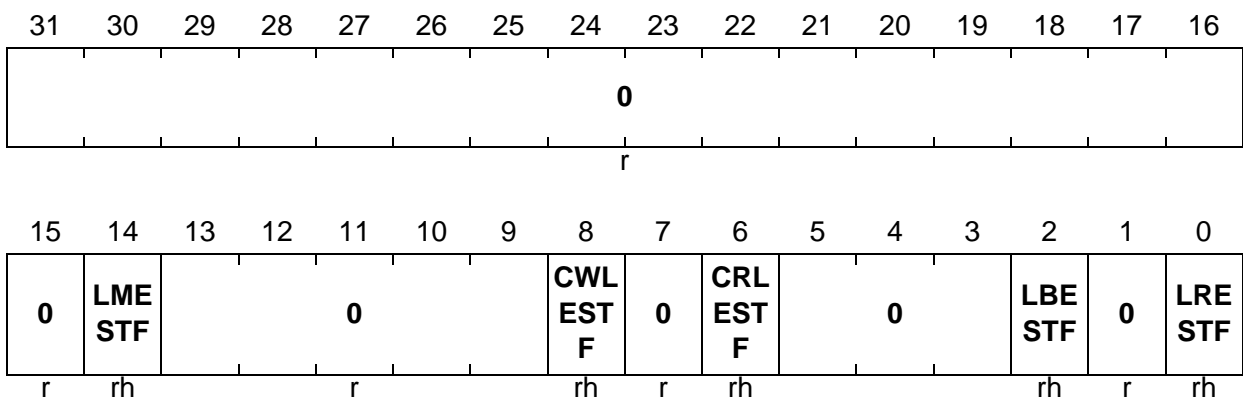 31 30 29 28 27 26 25 24 23 22 21 20 19 18 17 16
0
r
15 14 13 12 11 10 9 8 7 6 5 4 3 2 1 0
0 LME STF 0 CWL EST F 0 CRL EST F 0 LBE STF 0 LRE STF
r rh r rh r rh rh r rh